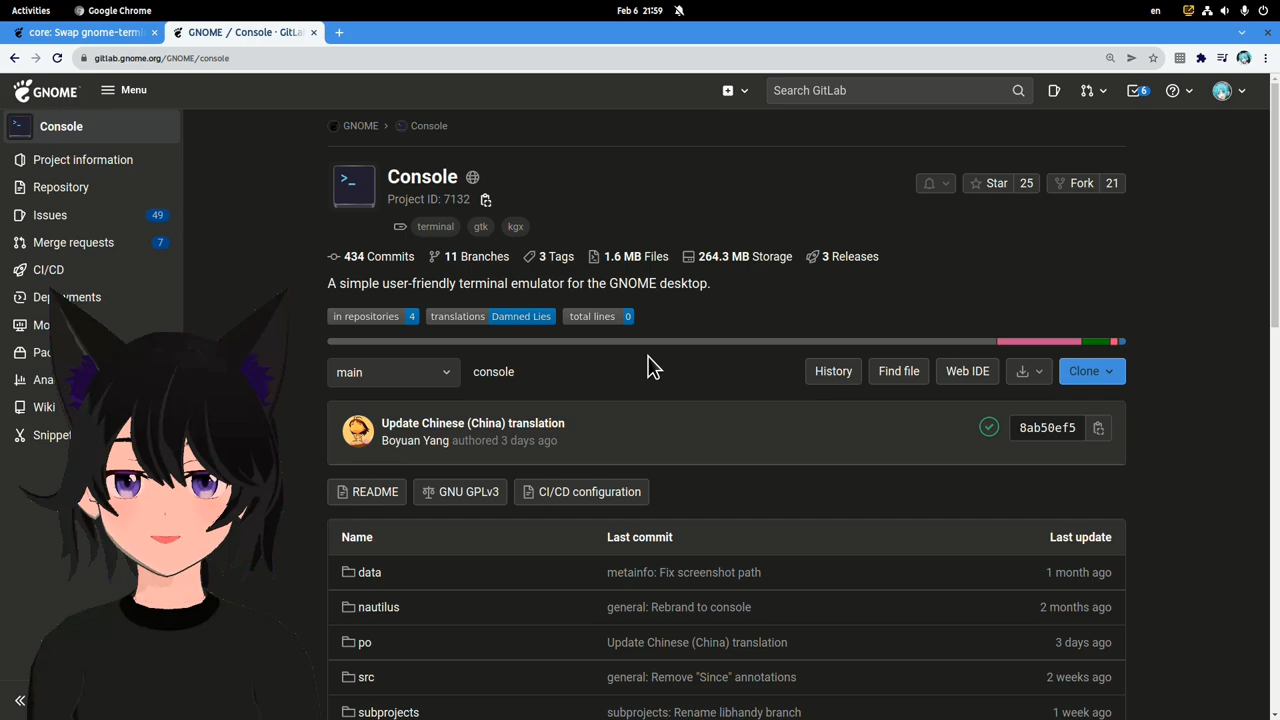 Activities
Google Chrome
Feb 6 21:59
en
core: Swap gnome-termi
GNOME / Console · GitLa
gitlab.gnome.org/GNOME/console
GNOME
Menu
Search GitLab
6
Console
Project information
Repository
Issues 49
Merge requests 7
CI/CD
Mo
Pac
Ana
Wiki
Snippet
GNOME > Console
Console
Project ID: 7132
Star 25
Fork 21
terminal gtk kgx
434 Commits 11 Branches 3 Tags 1.6 MB Files 264.3 MB Storage 3 Releases
A simple user-friendly terminal emulator for the GNOME desktop.
in repositories 4 translations Damned Lies total lines 0
main
console
History Find file Web IDE Clone
Update Chinese (China) translation
Boyuan Yang authored 3 days ago
8ab50ef5
README GNU GPLv3 CI/CD configuration
Name Last commit Last update
data metainfo: Fix screenshot path 1 month ago
nautilus general: Rebrand to console 2 months ago
po Update Chinese (China) translation 3 days ago
src general: Remove "Since" annotations 2 weeks ago
subprojects subprojects: Rename libhandy branch 1 week ago